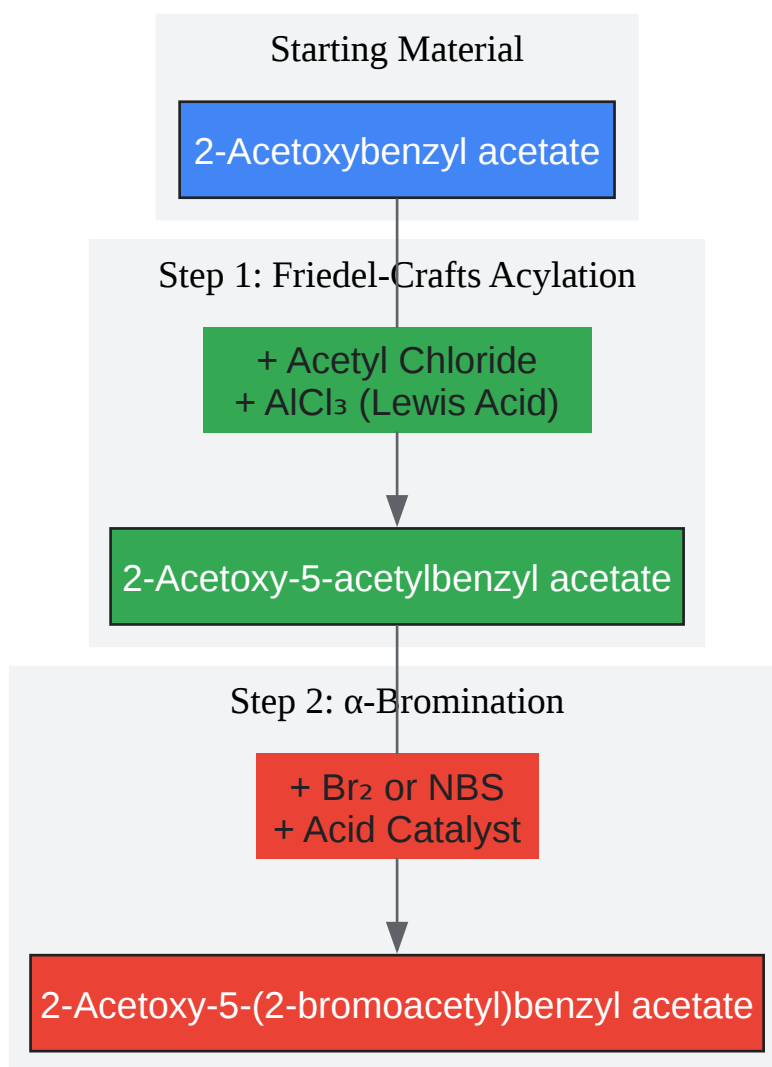 Starting Material
2-Acetoxybenzyl acetate
Step 1: Friedel-Crafts Acylation
+ Acetyl Chloride
+ AlCl₃ (Lewis Acid)
2-Acetoxy-5-acetylbenzyl acetate
Step 2: α-Bromination
+ Br₂ or NBS
+ Acid Catalyst
2-Acetoxy-5-(2-bromoacetyl)benzyl acetate